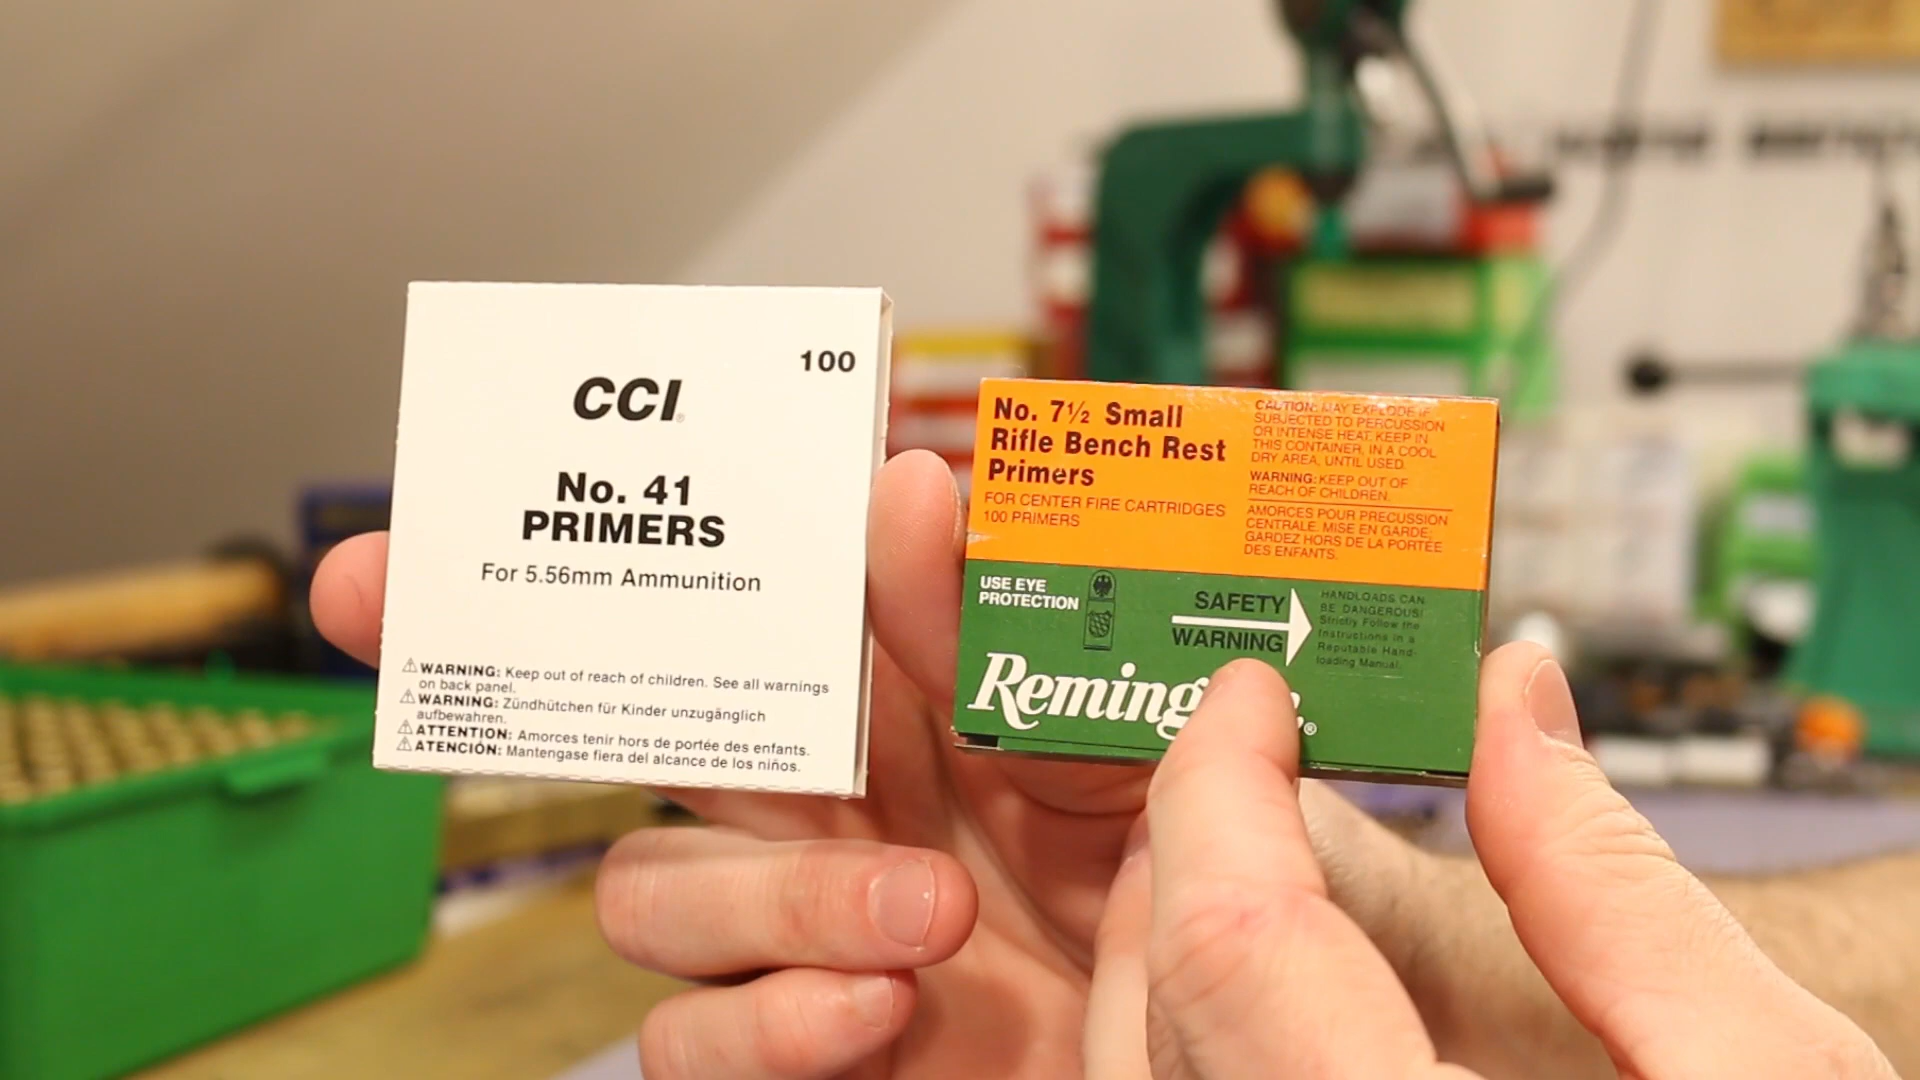 100
CCI®
No. 41
PRIMERS
For 5.56mm Ammunition
⚠WARNING: Keep out of reach of children. See all warnings
on back panel.
⚠WARNING: Zündhütchen für Kinder unzugänglich
aufbewahren.
⚠ATTENTION: Amorces tenir hors de portée des enfants.
⚠ATENCIÓN: Mantengase fiera del alcance de los niños.
No. 7½ Small
Rifle Bench Rest
Primers
FOR CENTER FIRE CARTRIDGES
100 PRIMERS
CAUTION: MAY EXPLODE IF
SUBJECTED TO PERCUSSION
OR INTENSE HEAT. KEEP IN
THIS CONTAINER, IN A COOL
DRY AREA, UNTIL USED.
WARNING: KEEP OUT OF
REACH OF CHILDREN.
AMORCES POUR PRECUSSION
CENTRALE. MISE EN GARDE,
GARDEZ HORS DE LA PORTÉE
DES ENFANTS.
USE EYE
PROTECTION
SAFETY
WARNING
HANDLOADS CAN
BE DANGEROUS!
Strictly Follow the
Instructions in a
Reputable Hand-
loading Manual.
Reming
®